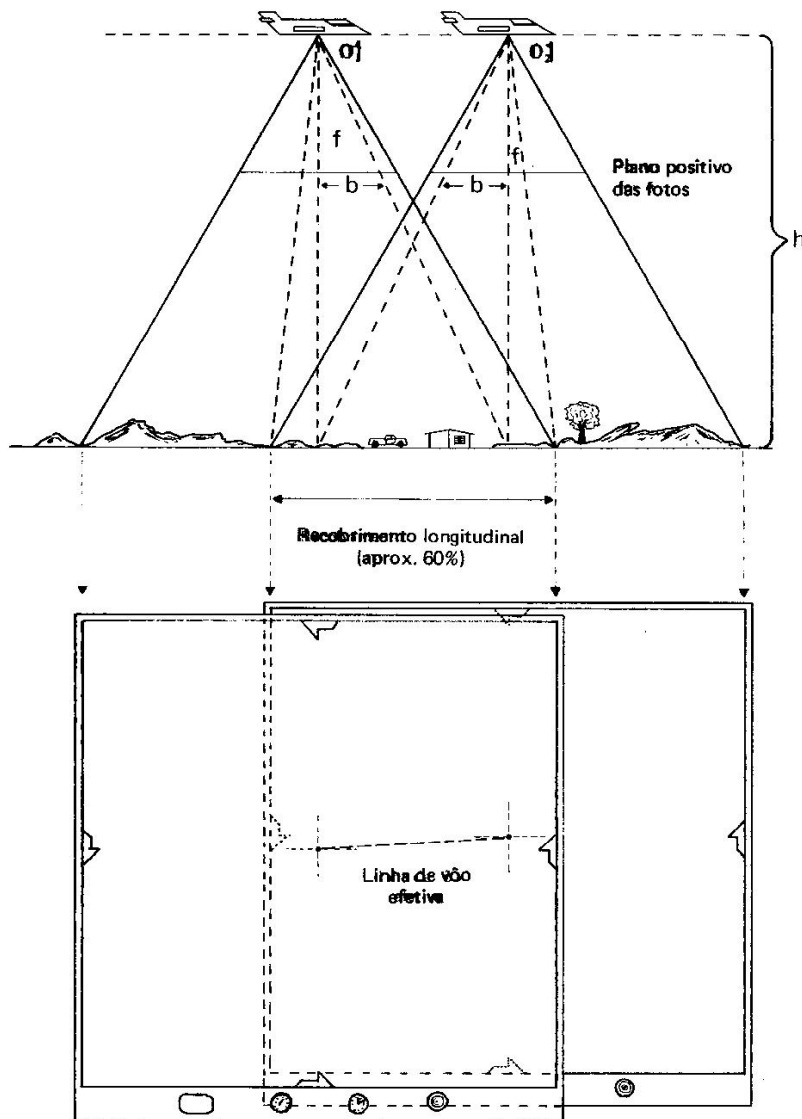 O1 O2
f f
b b
Plano positivo
das fotos
h
Recobrimento longitudinal
(aprox. 60%)
Linha de vôo
efetiva